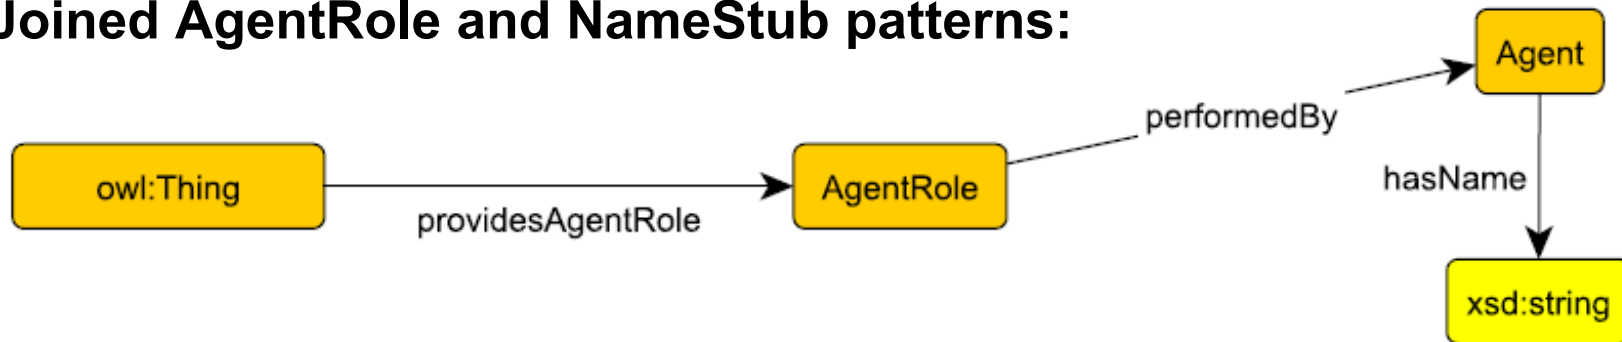 Joined AgentRole and NameStub patterns:
Agent
performedBy
owl:Thing
AgentRole
hasName
providesAgentRole
xsd:string